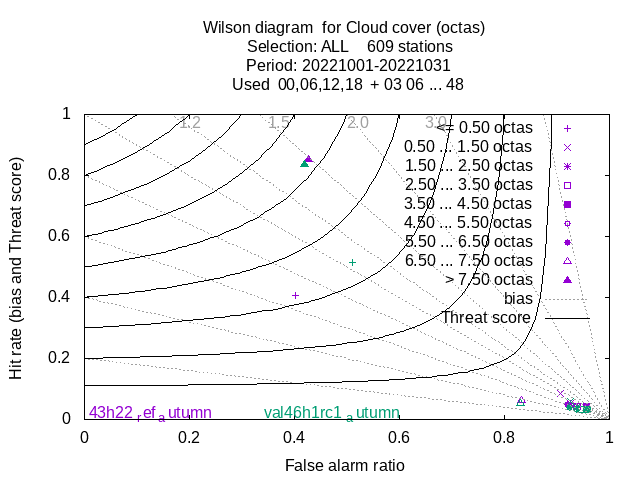 Wilson diagram  for Cloud cover (octas)
Selection: ALL    609 stations
Period: 20221001-20221031
Used  00,06,12,18  + 03 06 ... 48
1.2 1.5 2.0 3.0
<= 0.50 octas
0.50 ... 1.50 octas
1.50 ... 2.50 octas
2.50 ... 3.50 octas
3.50 ... 4.50 octas
4.50 ... 5.50 octas
5.50 ... 6.50 octas
6.50 ... 7.50 octas
> 7.50 octas
bias
Threat score
1
0.8
0.6
0.4
0.2
0
Hit rate (bias and Threat score)
43h22_ref_autumn val46h1rc1_autumn
0 0.2 0.4 0.6 0.8 1
False alarm ratio